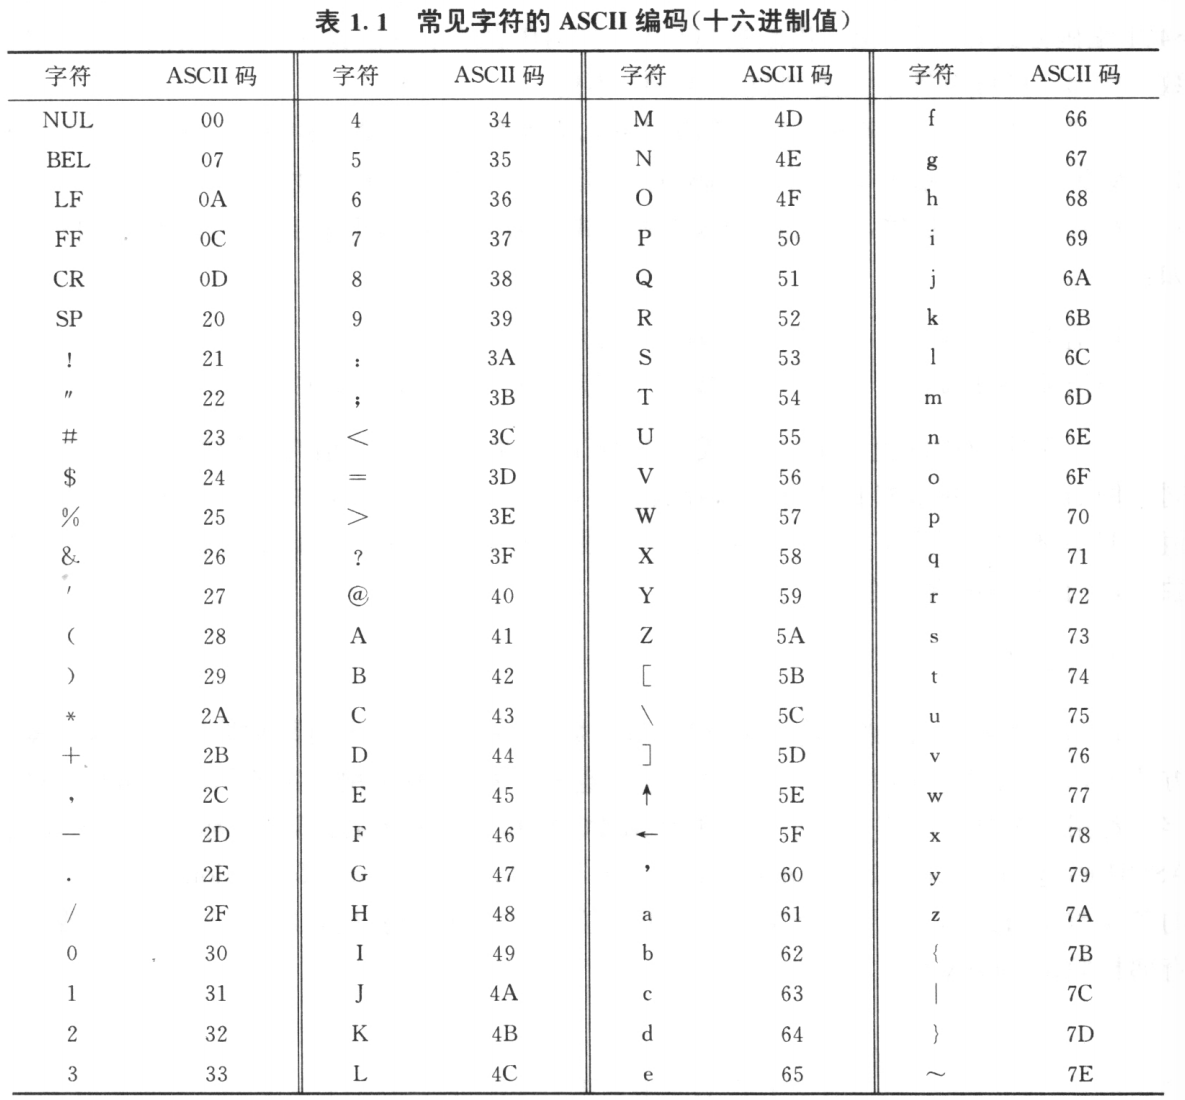 表 1.1 常见字符的 ASCII 编码(十六进制值)
字符 ASCII 码 字符 ASCII 码 字符 ASCII 码 字符 ASCII 码
NUL 00 4 34 M 4D f 66
BEL 07 5 35 N 4E g 67
LF 0A 6 36 O 4F h 68
FF 0C 7 37 P 50 i 69
CR 0D 8 38 Q 51 j 6A
SP 20 9 39 R 52 k 6B
! 21 : 3A S 53 l 6C
″ 22 ; 3B T 54 m 6D
# 23 < 3C U 55 n 6E
$ 24 = 3D V 56 o 6F
% 25 > 3E W 57 p 70
& 26 ? 3F X 58 q 71
′ 27 @ 40 Y 59 r 72
( 28 A 41 Z 5A s 73
) 29 B 42 [ 5B t 74
* 2A C 43 \ 5C u 75
+ 2B D 44 ] 5D v 76
, 2C E 45 ↑ 5E w 77
— 2D F 46 ← 5F x 78
. 2E G 47 ’ 60 y 79
/ 2F H 48 a 61 z 7A
0 30 I 49 b 62 { 7B
1 31 J 4A c 63 | 7C
2 32 K 4B d 64 } 7D
3 33 L 4C e 65 ~ 7E